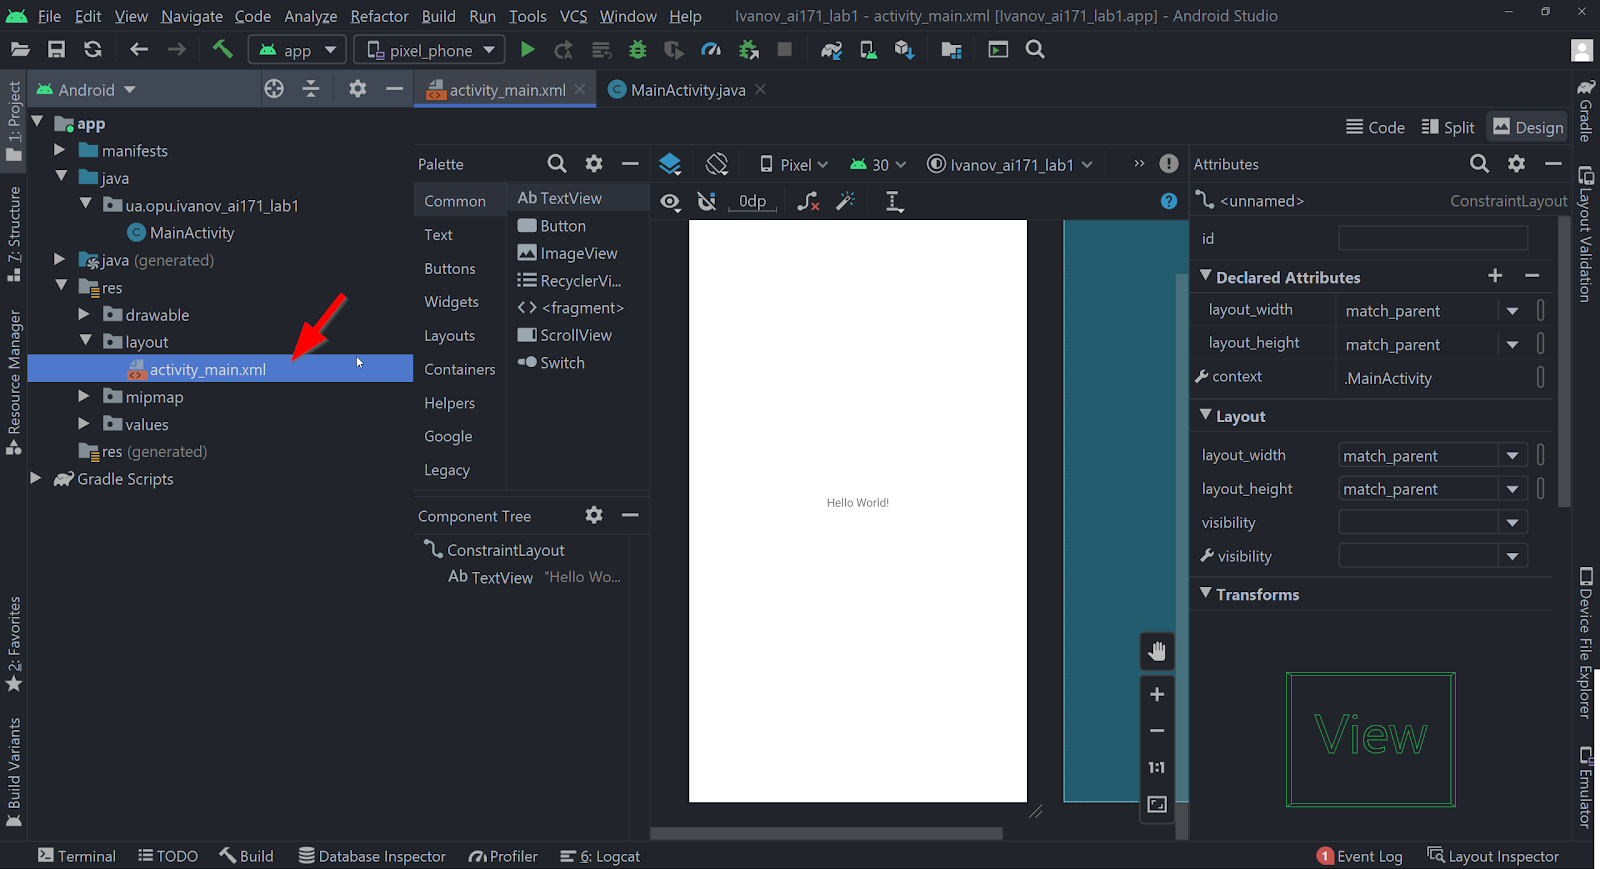 File Edit View Navigate Code Analyze Refactor Build Run Tools VCS Window Help Ivanov_ai171_lab1 - activity_main.xml [Ivanov_ai171_lab1.app] - Android Studio
app pixel_phone
Android activity_main.xml MainActivity.java
Code Split Design
1: Project
7: Structure
Resource Manager
2: Favorites
Build Variants
app
manifests
java
ua.opu.ivanov_ai171_lab1
MainActivity
java (generated)
res
drawable
layout
activity_main.xml
mipmap
values
res (generated)
Gradle Scripts
Palette
Common
Text
Buttons
Widgets
Layouts
Containers
Helpers
Google
Legacy
Ab TextView
Button
ImageView
RecyclerVi...
<fragment>
ScrollView
Switch
Component Tree
ConstraintLayout
Ab TextView "Hello Wo...
Pixel 30 Ivanov_ai171_lab1
0dp
Hello World!
1:1
Attributes
<unnamed> ConstraintLayout
id
Declared Attributes
layout_width match_parent
layout_height match_parent
context .MainActivity
Layout
layout_width match_parent
layout_height match_parent
visibility
visibility
Transforms
View
Gradle
Layout Validation
Device File Explorer
Emulator
Terminal TODO Build Database Inspector Profiler 6: Logcat 1 Event Log Layout Inspector